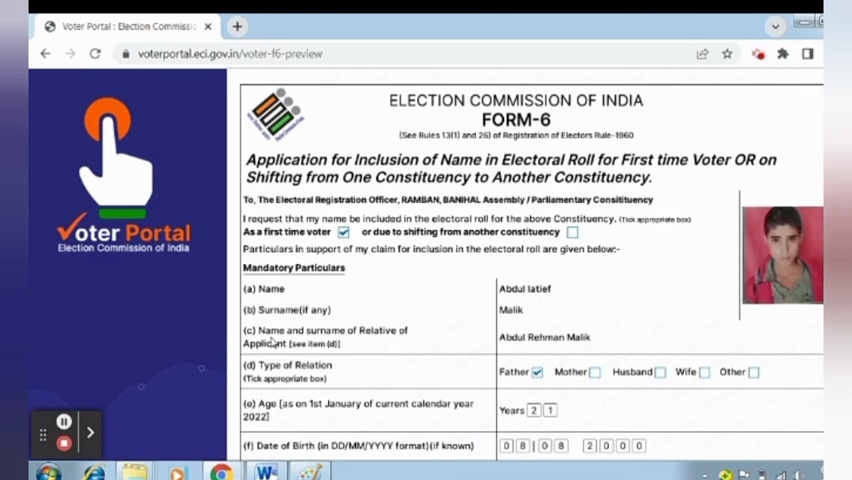 Voter Portal : Election Commissio
voterportal.eci.gov.in/voter-f6-preview
ELECTION COMMISSION OF INDIA
FORM-6
(See Rules 13(1) and 26) of Registration of Electors Rule-1960
Application for Inclusion of Name in Electoral Roll for First time Voter OR on
Shifting from One Constituency to Another Constituency.
To, The Electoral Registration Officer, RAMBAN, BANIHAL Assembly / Parliamentary Consitituency
I request that my name be included in the electoral roll for the above Constituency. (Tick appropriate box)
As a first time voter or due to shifting from another constituency
Particulars in support of my claim for inclusion in the electoral roll are given below:-
Mandatory Particulars
(a) Name Abdul latief
(b) Surname(if any) Malik
(c) Name and surname of Relative of
Applicant [see item (d)] Abdul Rehman Malik
(d) Type of Relation
(Tick appropriate box)
Father Mother Husband Wife Other
(e) Age [as on 1st January of current calendar year
2022] Years 2 1
(f) Date of Birth (in DD/MM/YYYY format)(if known) 0 8 0 8 2 0 0 0
Voter Portal
Election Commission of India